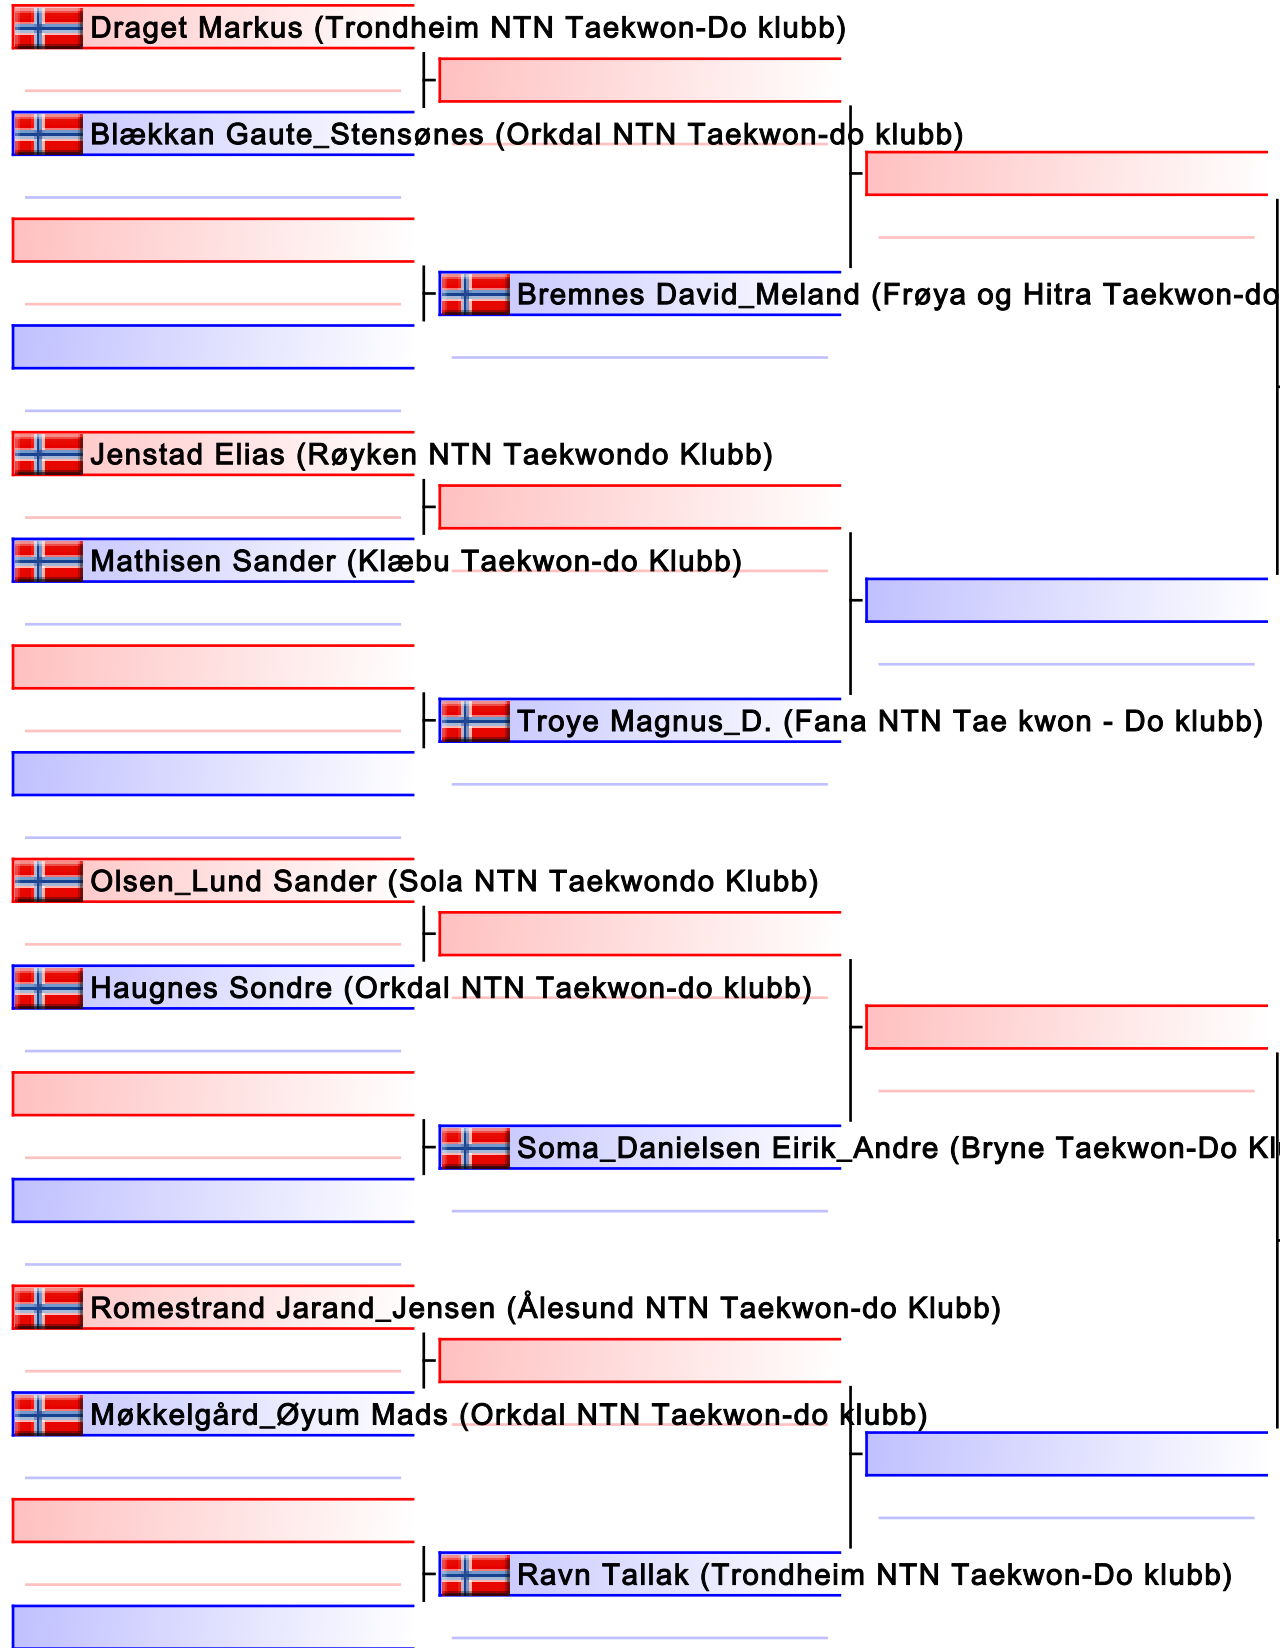 Draget Markus (Trondheim NTN Taekwon-Do klubb)
Blækkan Gaute_Stensønes (Orkdal NTN Taekwon-do klubb)
Bremnes David_Meland (Frøya og Hitra Taekwon-do
Jenstad Elias (Røyken NTN Taekwondo Klubb)
Mathisen Sander (Klæbu Taekwon-do Klubb)
Troye Magnus_D. (Fana NTN Tae kwon - Do klubb)
Olsen_Lund Sander (Sola NTN Taekwondo Klubb)
Haugnes Sondre (Orkdal NTN Taekwon-do klubb)
Soma_Danielsen Eirik_Andre (Bryne Taekwon-Do
Romestrand Jarand_Jensen (Ålesund NTN Taekwon-do Klubb)
Møkkelgård_Øyum Mads (Orkdal NTN Taekwon-do klubb)
Ravn Tallak (Trondheim NTN Taekwon-Do klubb)